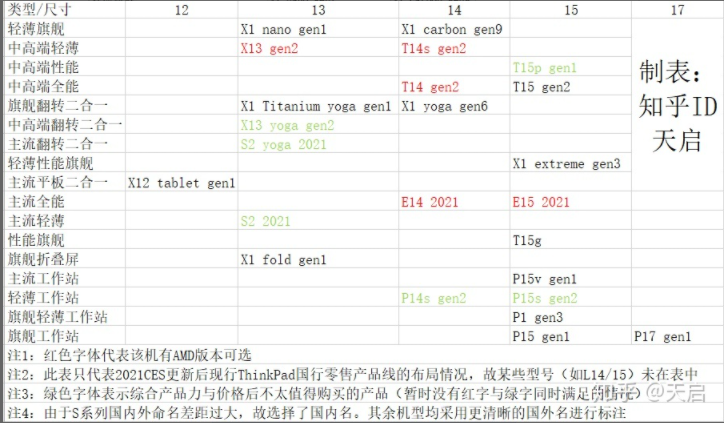 类型/尺寸 12 13 14 15 17
轻薄旗舰 X1 nano gen1 X1 carbon gen9
中高端轻薄 X13 gen2 T14s gen2
中高端性能 T15p gen1
中高端全能 T14 gen2 T15 gen2
旗舰翻转二合一 X1 Titanium yoga gen1 X1 yoga gen6
中高端翻转二合一 X13 yoga gen2
主流翻转二合一 S2 yoga 2021
轻薄性能旗舰 X1 extreme gen3
主流平板二合一 X12 tablet gen1
主流全能 E14 2021 E15 2021
主流轻薄 S2 2021
性能旗舰 T15g
旗舰折叠屏 X1 fold gen1
主流工作站 P15v gen1
轻薄工作站 P14s gen2 P15s gen2
旗舰轻薄工作站 P1 gen3
旗舰工作站 P15 gen1 P17 gen1
制表:
知乎ID
天启
注1: 红色字体代表该机有AMD版本可选
注2: 此表只代表2021CES更新后现行ThinkPad国行零售产品线的布局情况，故某些型号（如L14/15）未在表中
注3: 绿色字体表示综合产品力与价格后不太值得购买的产品（暂时没有红字与绿字同时满足的情况）
注4: 由于S系列国内外命名差距过大，故选择了国内名。其余机型均采用更清晰的国外名进行标注
知乎 @天启